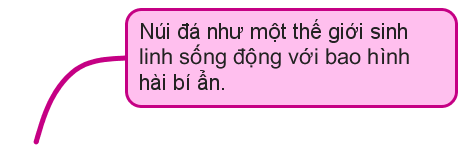 Núi đá như một thế giới sinh
linh sống động với bao hình
hài bí ẩn.